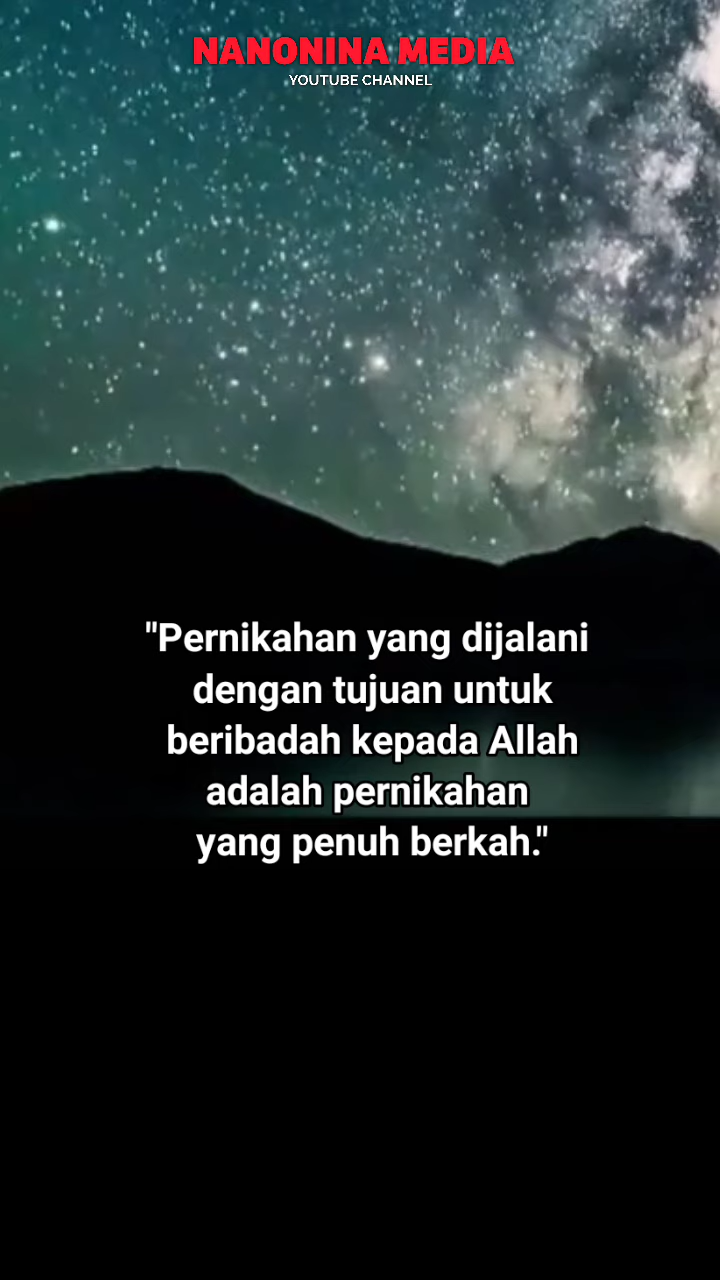 NANONINA MEDIA
YOUTUBE CHANNEL
"Pernikahan yang dijalani
dengan tujuan untuk
beribadah kepada Allah
adalah pernikahan
yang penuh berkah."